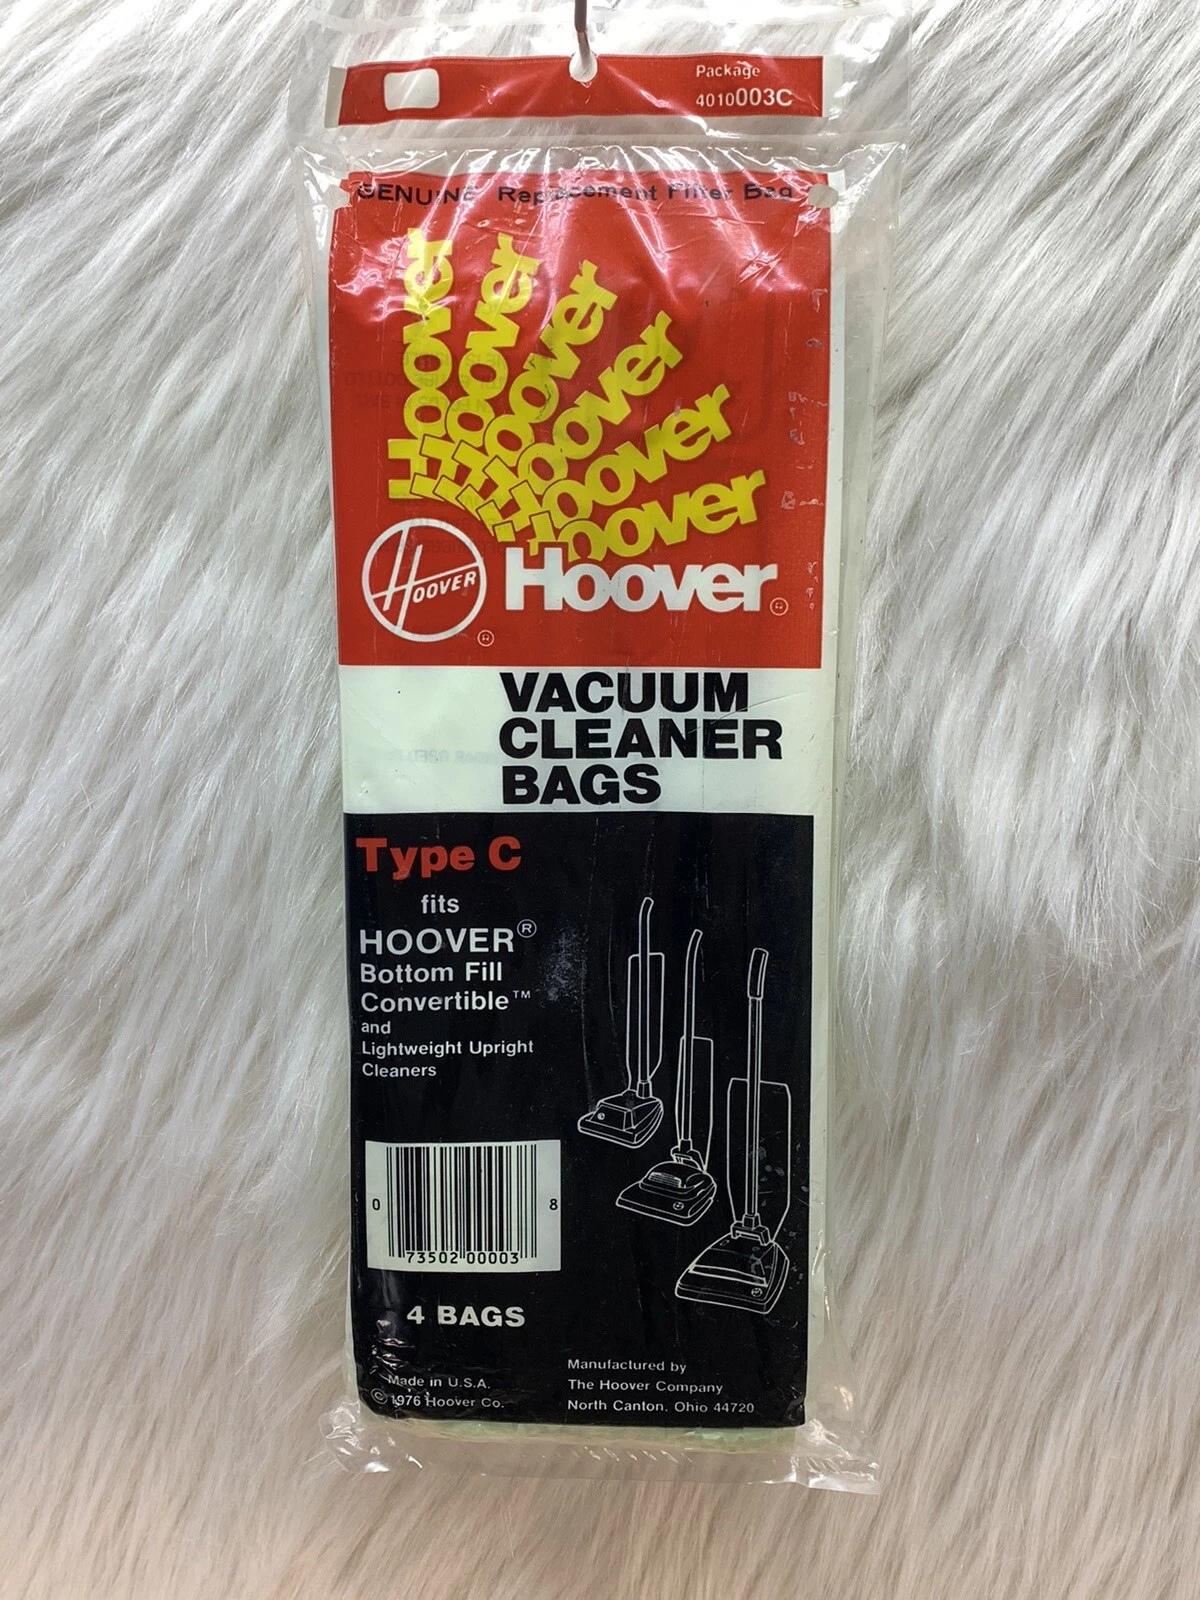 Package
4010003C
GENUINE Replacement Filter Bag
Hoover
Hoover
Hoover
Hoover
Hoover
Hoover
HOOVER
®
Hoover®
VACUUM
CLEANER
BAGS
Type C
fits
HOOVER®
Bottom Fill
Convertible™
and
Lightweight Upright
Cleaners
0 73502 00003 8
4 BAGS
Made in U.S.A.
© 1976 Hoover Co.
Manufactured by
The Hoover Company
North Canton, Ohio 44720